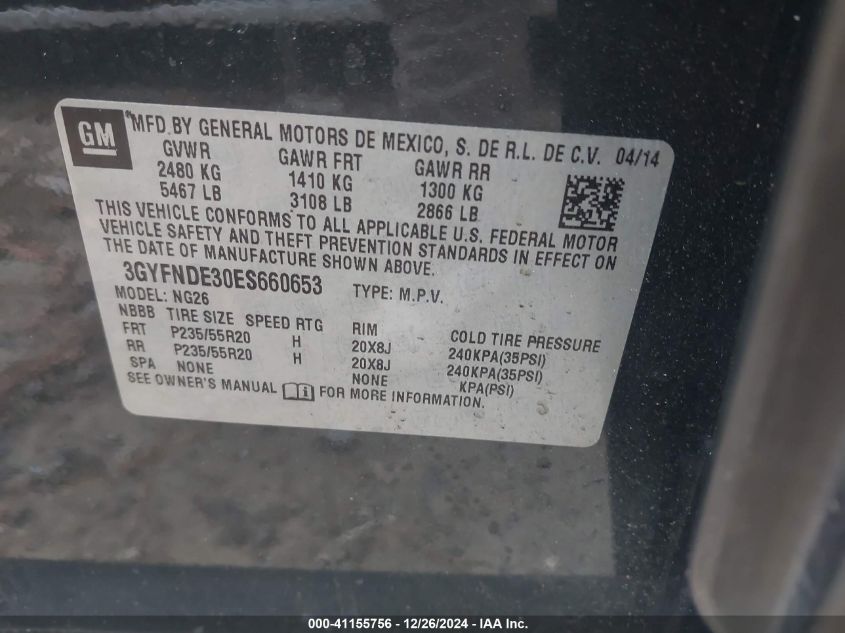 GM
MFD BY GENERAL MOTORS DE MEXICO, S. DE R.L. DE C.V. 04/14
GVWR GAWR FRT GAWR RR
2480 KG 1410 KG 1300 KG
5467 LB 3108 LB 2866 LB
THIS VEHICLE CONFORMS TO ALL APPLICABLE U.S. FEDERAL MOTOR
VEHICLE SAFETY AND THEFT PREVENTION STANDARDS IN EFFECT ON
THE DATE OF MANUFACTURE SHOWN ABOVE.
3GYFNDE30ES660653 TYPE: M.P.V.
MODEL: NG26
NBBB TIRE SIZE SPEED RTG RIM COLD TIRE PRESSURE
FRT P235/55R20 H 20X8J 240KPA(35PSI)
RR P235/55R20 H 20X8J 240KPA(35PSI)
SPA NONE NONE KPA(PSI)
SEE OWNER'S MANUAL FOR MORE INFORMATION.
000-41155756 - 12/26/2024 - IAA Inc.